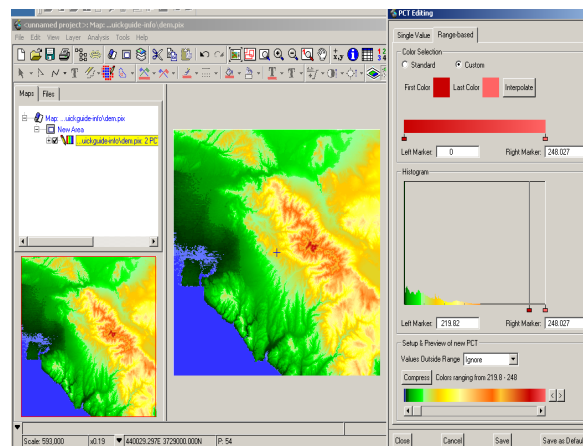 <unnamed project>: Map: ...uickguide-info\dem.pix
File Edit View Layer Analysis Tools Help
Maps Files
Map: ...uickguide-info\dem.pix
New Area
...uickguide-info\dem.pix 2 PC
Scale: 593,000 x0.19 440029.297E 3729000.000N P: 54
PCT Editing
Single Value Range-based
Color Selection
Standard Custom
First Color Last Color Interpolate
Left Marker: 0 Right Marker: 248.027
Histogram
Left Marker: 219.82 Right Marker: 248.027
Setup & Preview of new PCT
Values Outside Range Ignore
Compress Colors ranging from 219.8 - 248
Close Cancel Save Save as Defau